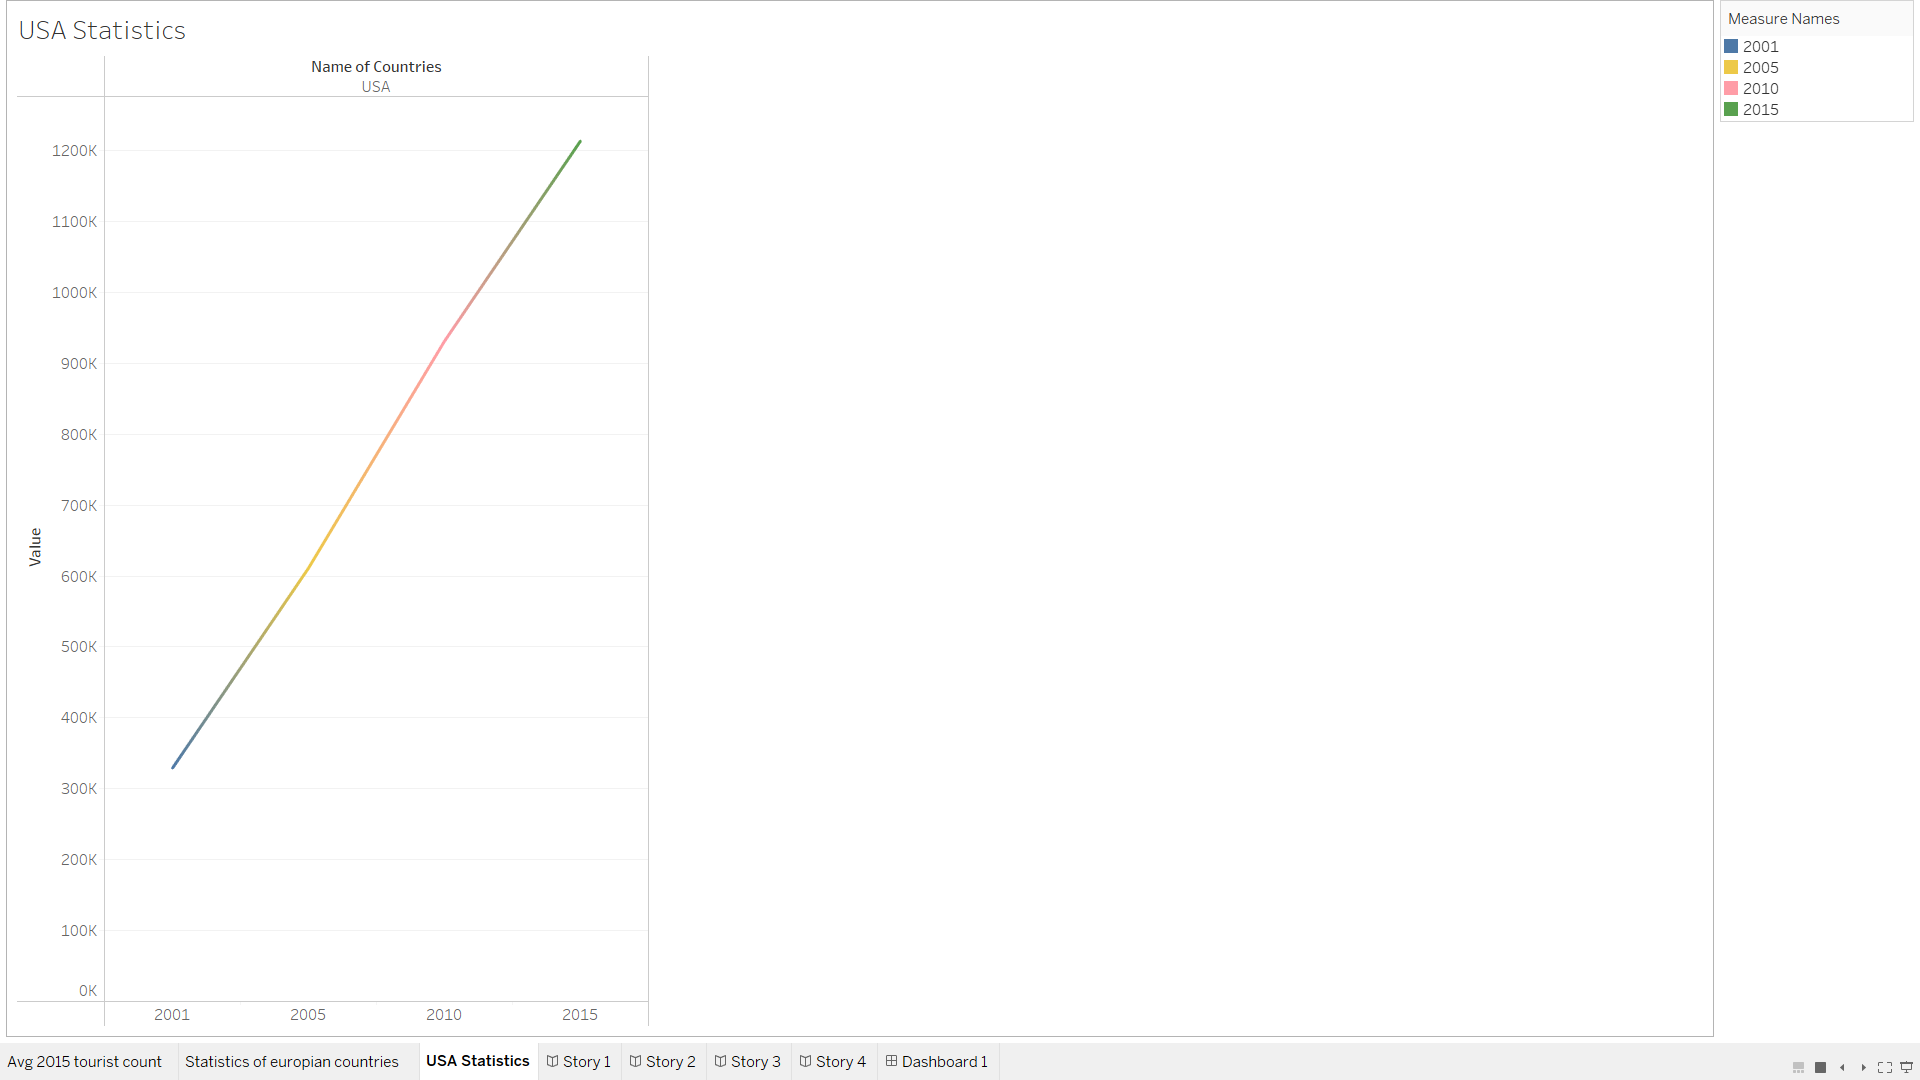 USA Statistics
Name of Countries
USA
1200K
1100K
1000K
900K
800K
700K
600K
500K
400K
300K
200K
100K
0K
Value
2001 2005 2010 2015
Measure Names
2001
2005
2010
2015
Avg 2015 tourist count Statistics of europian countries USA Statistics Story 1 Story 2 Story 3 Story 4 Dashboard 1